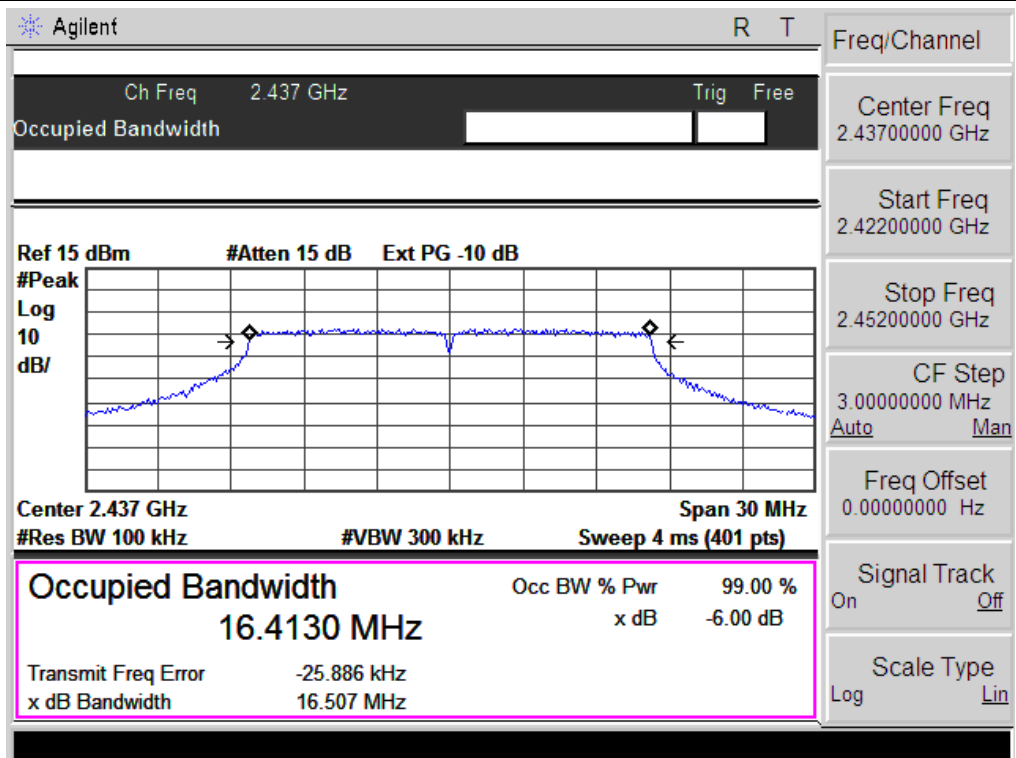 Agilent R T
Ch Freq 2.437 GHz Trig Free
Occupied Bandwidth
Ref 15 dBm #Atten 15 dB Ext PG -10 dB
#Peak
Log
10
dB/
Center 2.437 GHz Span 30 MHz
#Res BW 100 kHz #VBW 300 kHz Sweep 4 ms (401 pts)
Occupied Bandwidth Occ BW % Pwr 99.00 %
16.4130 MHz x dB -6.00 dB
Transmit Freq Error -25.886 kHz
x dB Bandwidth 16.507 MHz
Freq/Channel
Center Freq
2.43700000 GHz
Start Freq
2.42200000 GHz
Stop Freq
2.45200000 GHz
CF Step
3.00000000 MHz
Auto Man
Freq Offset
0.00000000 Hz
Signal Track
On Off
Scale Type
Log Lin